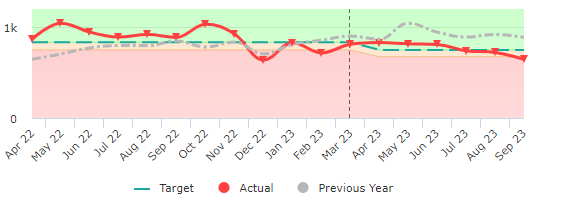 1k
0
Apr 22
May 22
Jun 22
Jul 22
Aug 22
Sep 22
Oct 22
Nov 22
Dec 22
Jan 23
Feb 23
Mar 23
Apr 23
May 23
Jun 23
Jul 23
Aug 23
Sep 23
Target Actual Previous Year